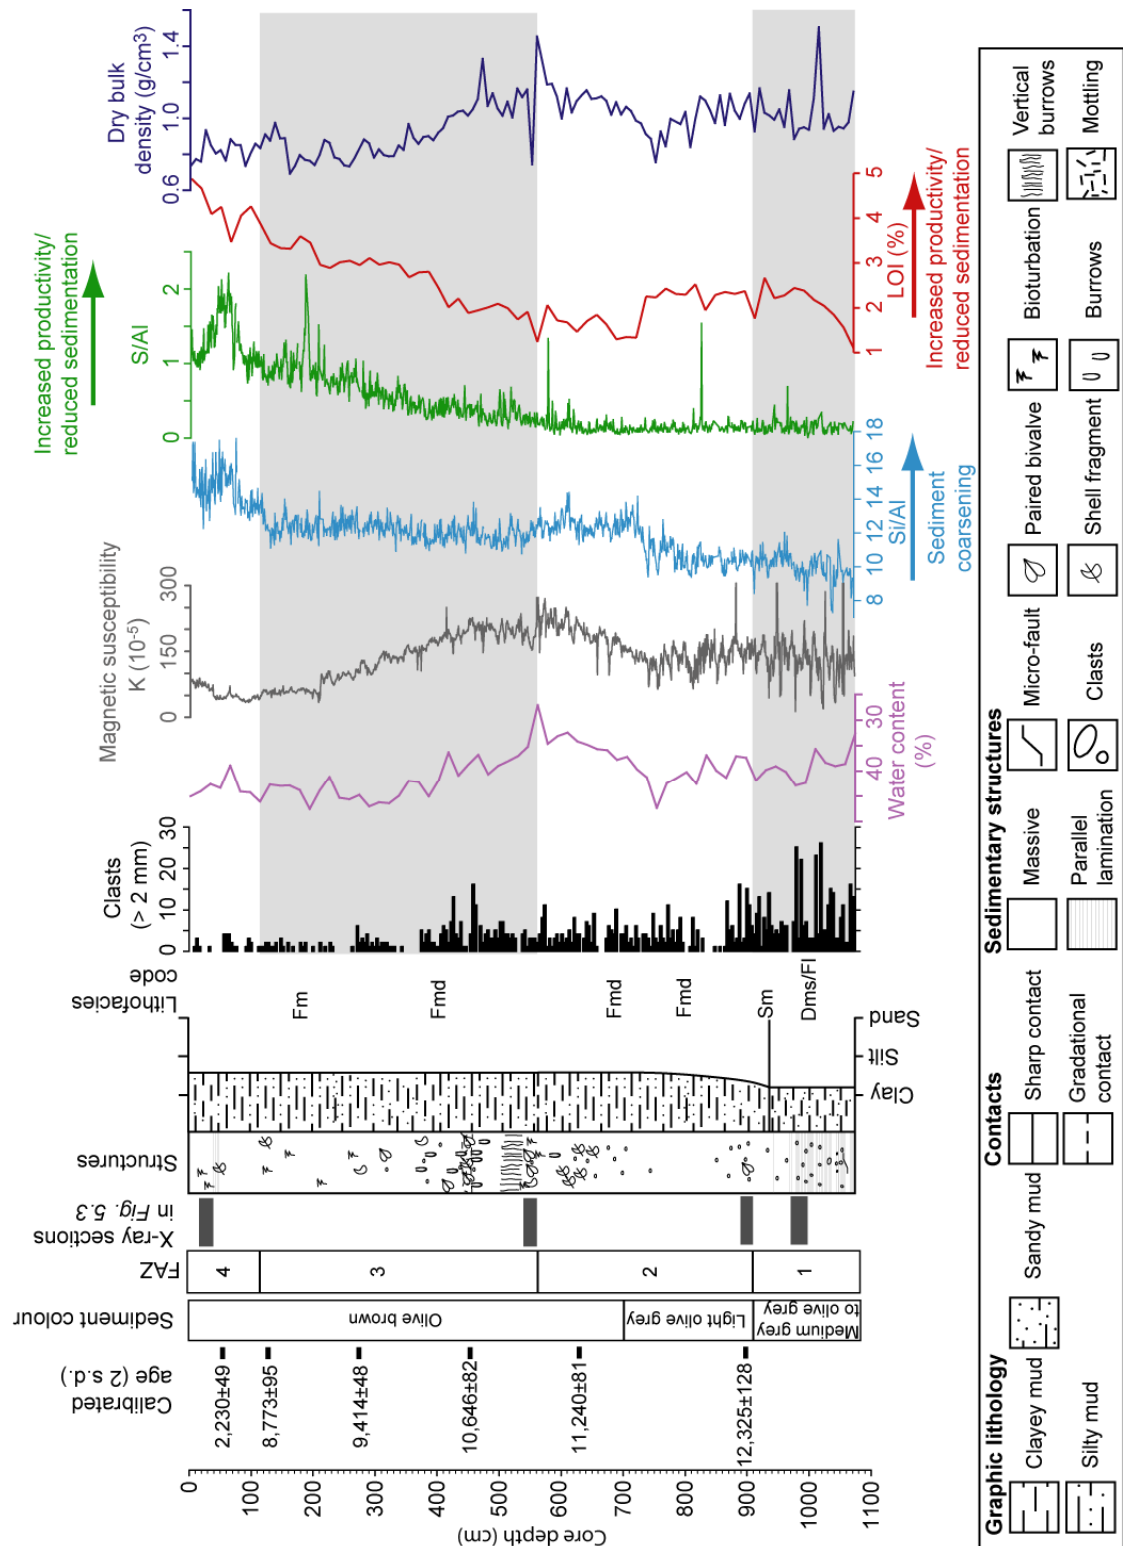 Dry bulk
density (g/cm³)
0.6
1.0
1.4
Increased productivity/
reduced sedimentation
LOI (%)
1
2
3
4
5
Increased productivity/
reduced sedimentation
S/Al
0
1
2
Si/Al
Sediment
coarsening
8
10
12
14
16
18
Magnetic susceptibility
K (10⁻⁵)
0
150
300
Water content
(%)
40
30
Clasts
(> 2 mm)
0
10
20
30
Lithofacies
code
Fm
Fmd
Fmd
Fmd
Sm
Dms/Fl
Sand
Silt
Clay
Structures
X-ray sections
in Fig. 5.3
FAZ
4
3
2
1
Sediment colour
Olive brown
Light olive grey
Medium grey
to olive grey
Calibrated
age (2 s.d.)
2,230±49
8,773±95
9,414±48
10,646±82
11,240±81
12,325±128
0
100
200
300
400
500
600
700
800
900
1000
1100
Core depth (cm)
Graphic lithology
Clayey mud
Sandy mud
Silty mud
Contacts
Sharp contact
Gradational
contact
Sedimentary structures
Massive
Micro-fault
Paired bivalve
Bioturbation
Vertical
burrows
Parallel
lamination
Clasts
Shell fragment
Burrows
Mottling